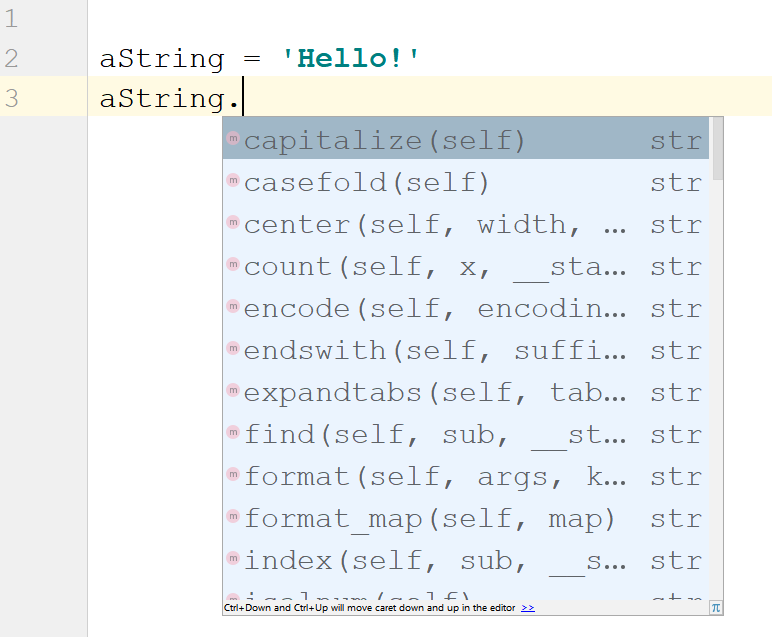 1
2 aString = 'Hello!'
3 aString.
m capitalize(self) str
m casefold(self) str
m center(self, width, ... str
m count(self, x, __sta... str
m encode(self, encodin... str
m endswith(self, suffi... str
m expandtabs(self, tab... str
m find(self, sub, __st... str
m format(self, args, k... str
m format_map(self, map) str
m index(self, sub, __s... str
m isalnum(self) str
Ctrl+Down and Ctrl+Up will move caret down and up in the editor >> π